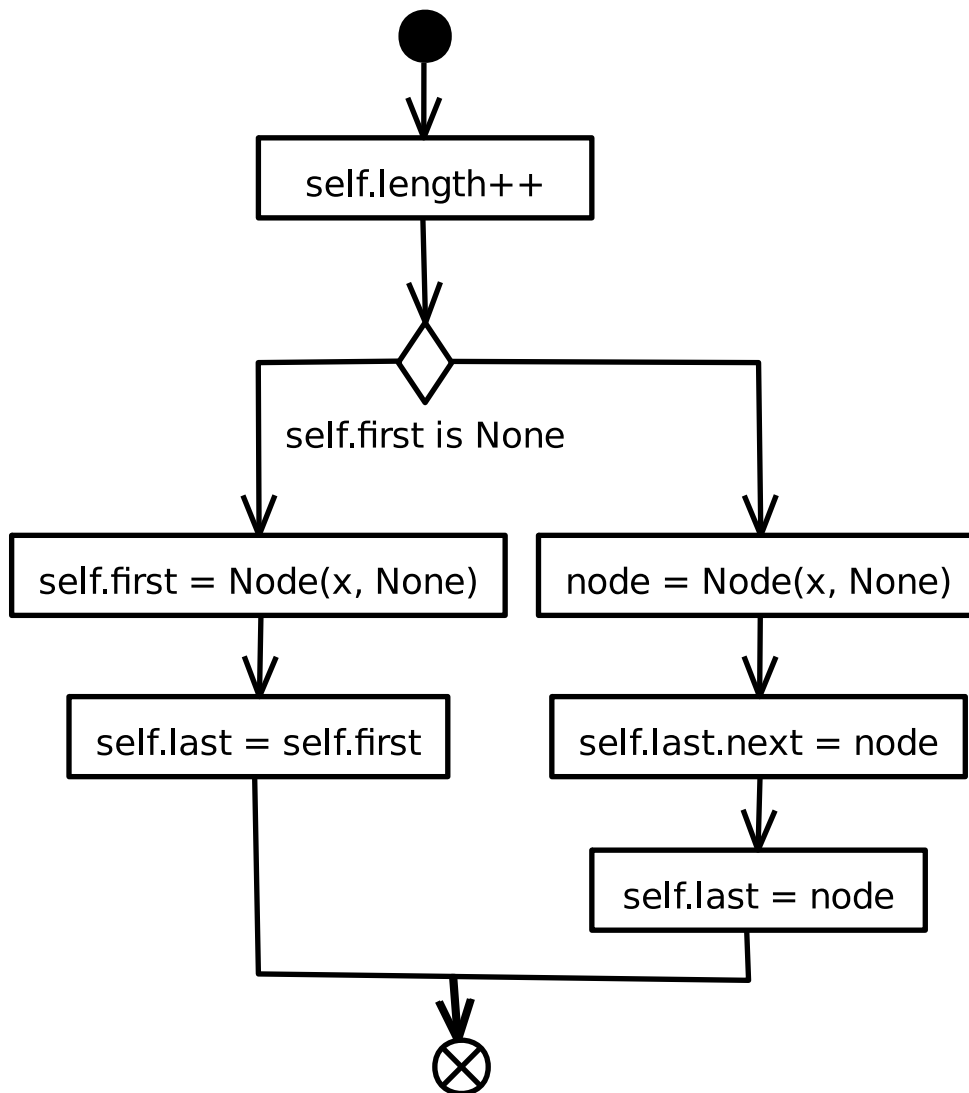 self.length++
self.first is None
self.first = Node(x, None)
node = Node(x, None)
self.last = self.first
self.last.next = node
self.last = node